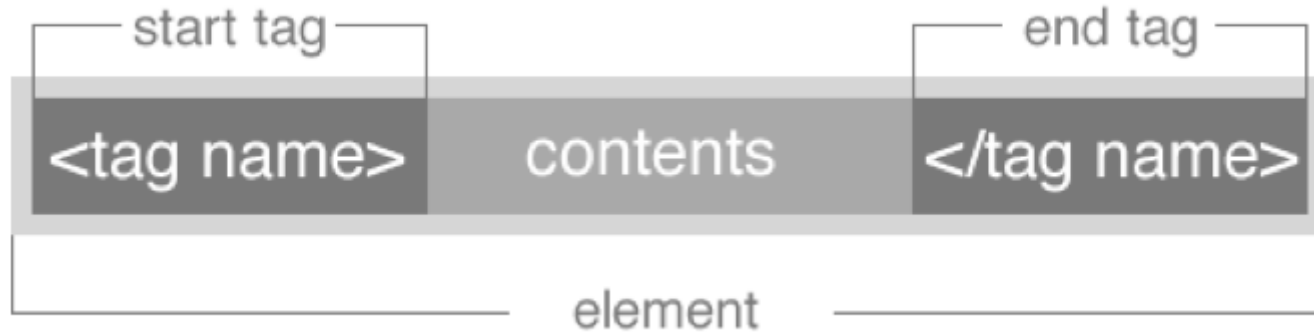 start tag end tag
<tag name> contents </tag name>
element